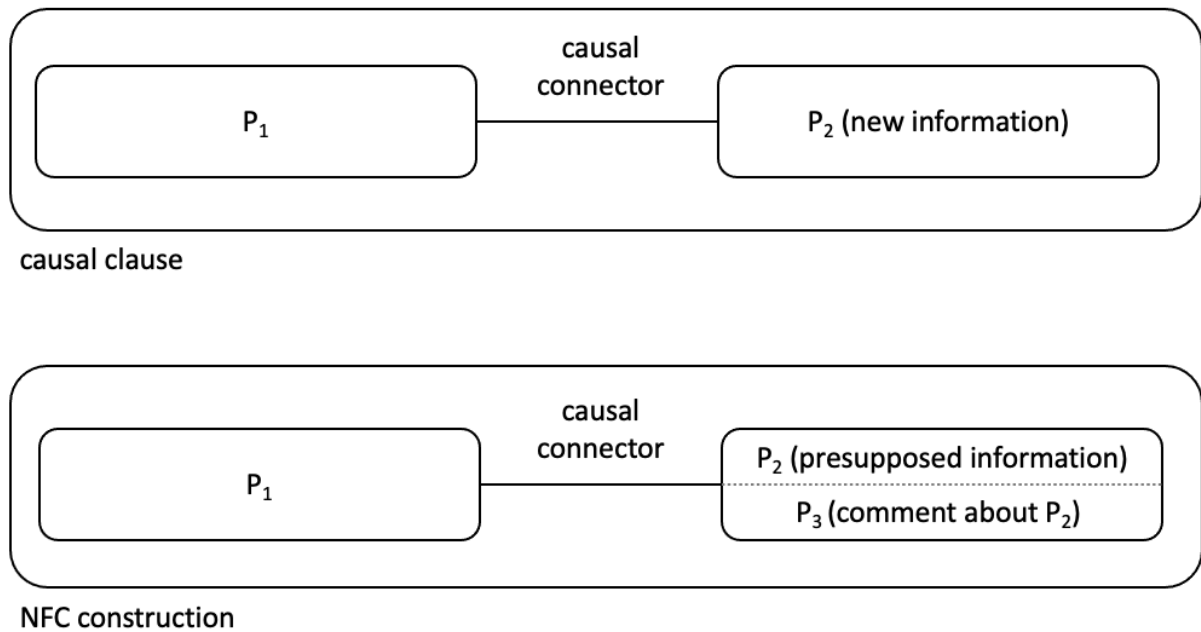 causal
connector
P₁
P₂ (new information)
causal clause
causal
connector
P₁
P₂ (presupposed information)
P₃ (comment about P₂)
NFC construction